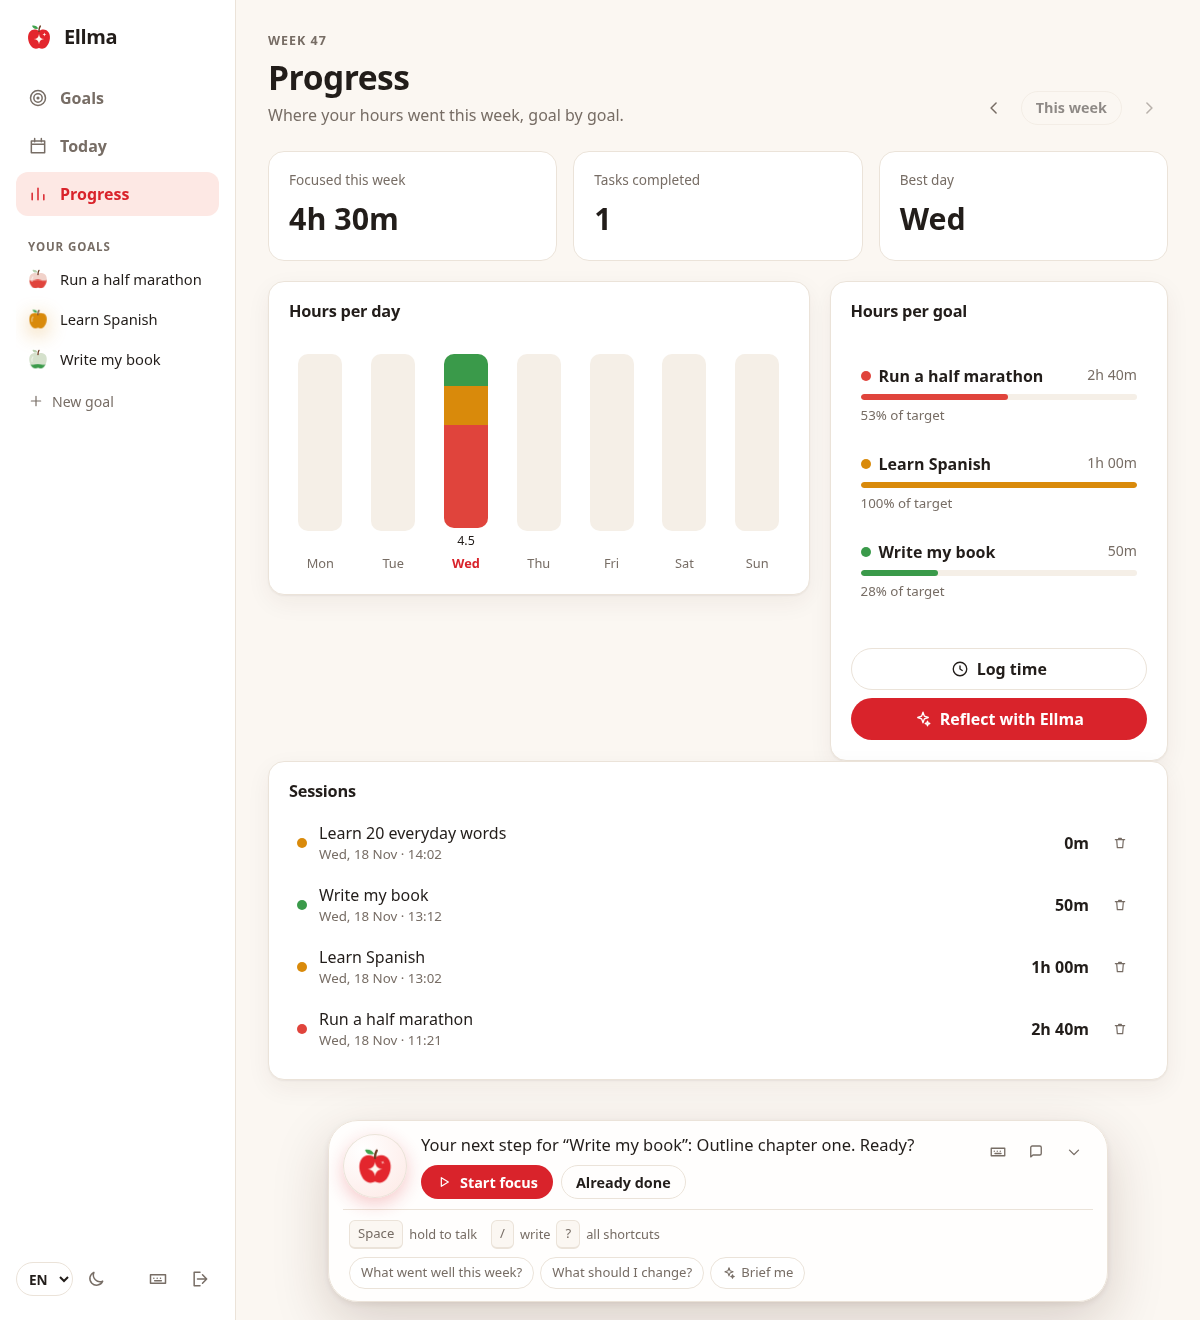 Ellma
Goals
Today
Progress
YOUR GOALS
Run a half marathon
Learn Spanish
Write my book
New goal
EN
WEEK 47
Progress
Where your hours went this week, goal by goal.
This week
Focused this week
4h 30m
Tasks completed
1
Best day
Wed
Hours per day
4.5
Mon Tue Wed Thu Fri Sat Sun
Hours per goal
Run a half marathon 2h 40m
53% of target
Learn Spanish 1h 00m
100% of target
Write my book 50m
28% of target
Log time
Reflect with Ellma
Sessions
Learn 20 everyday words
Wed, 18 Nov · 14:02
0m
Write my book
Wed, 18 Nov · 13:12
50m
Learn Spanish
Wed, 18 Nov · 13:02
1h 00m
Run a half marathon
Wed, 18 Nov · 11:21
2h 40m
Your next step for “Write my book”: Outline chapter one. Ready?
Start focus Already done
Space hold to talk / write ? all shortcuts
What went well this week? What should I change? Brief me